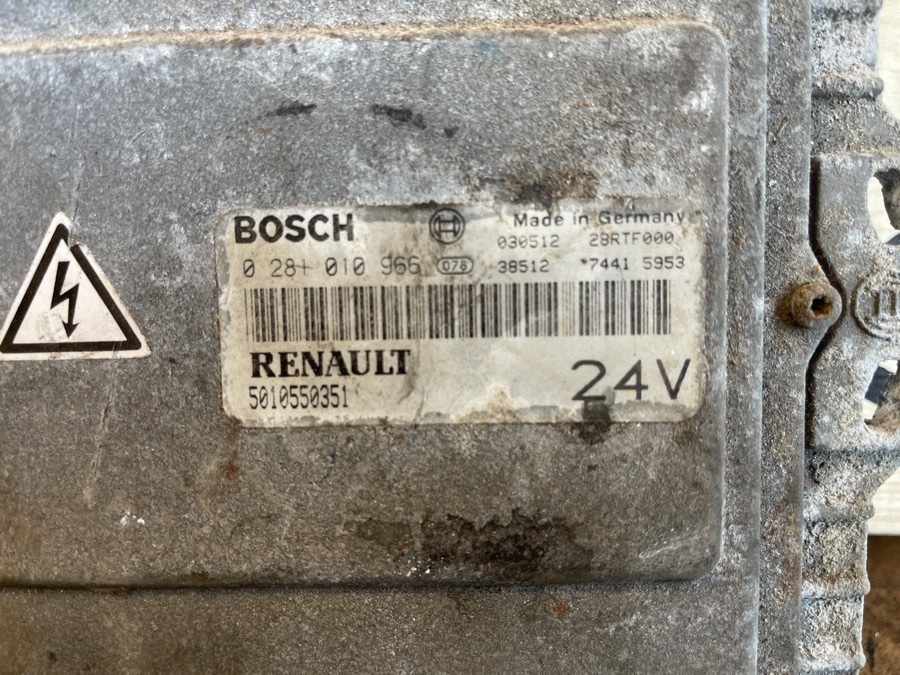 BOSCH
Made in Germany
030512 28RTF000
0 281 010 966 078 38512 *7441 5953
RENAULT
5010550351
24V